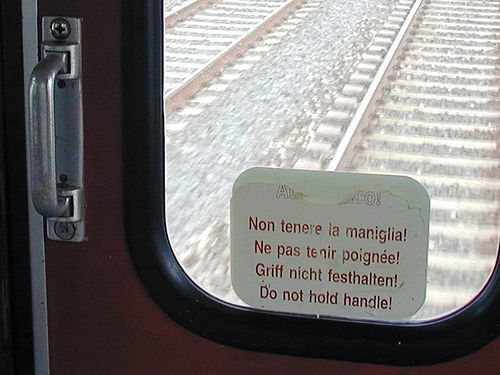 Non tenere la maniglia!
Ne pas tenir poignée!
Griff nicht festhalten!
Do not hold handle!